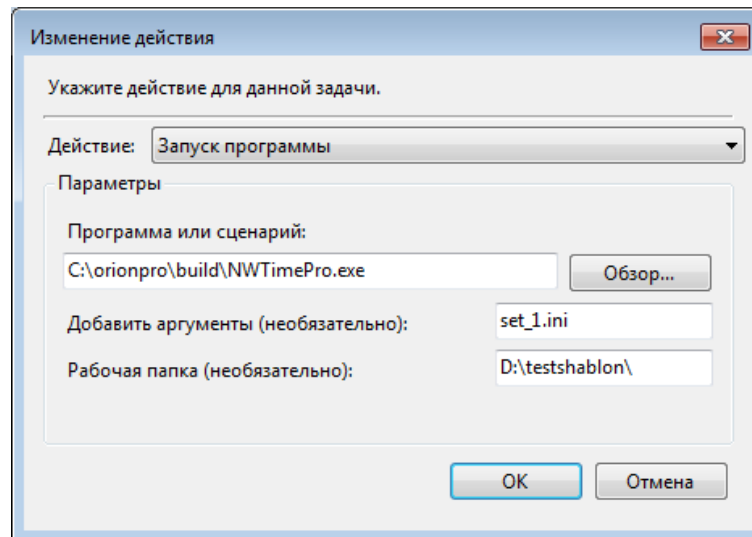 Изменение действия
Укажите действие для данной задачи.
Действие: Запуск программы
Параметры
Программа или сценарий:
C:\orionpro\build\NWTimePro.exe Обзор...
Добавить аргументы (необязательно): set_1.ini
Рабочая папка (необязательно): D:\testshablon\
OK Отмена